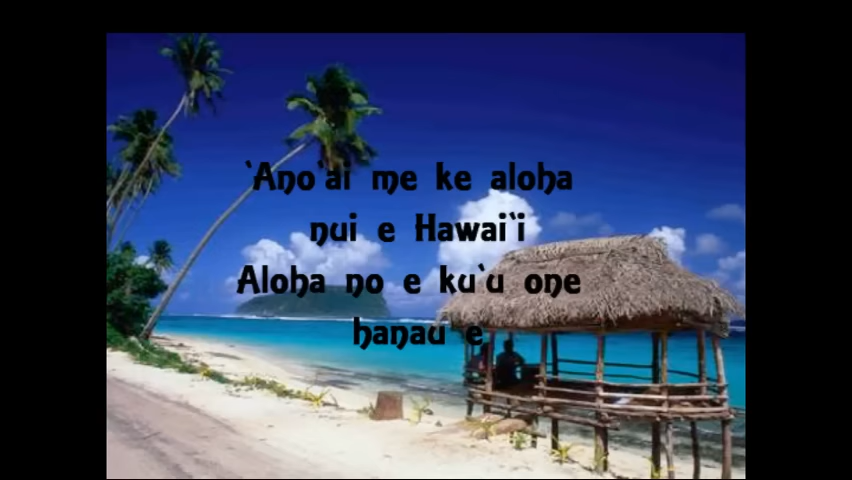 `Ano`ai me ke aloha
nui e Hawai`i
Aloha no e ku`u one
hanau e